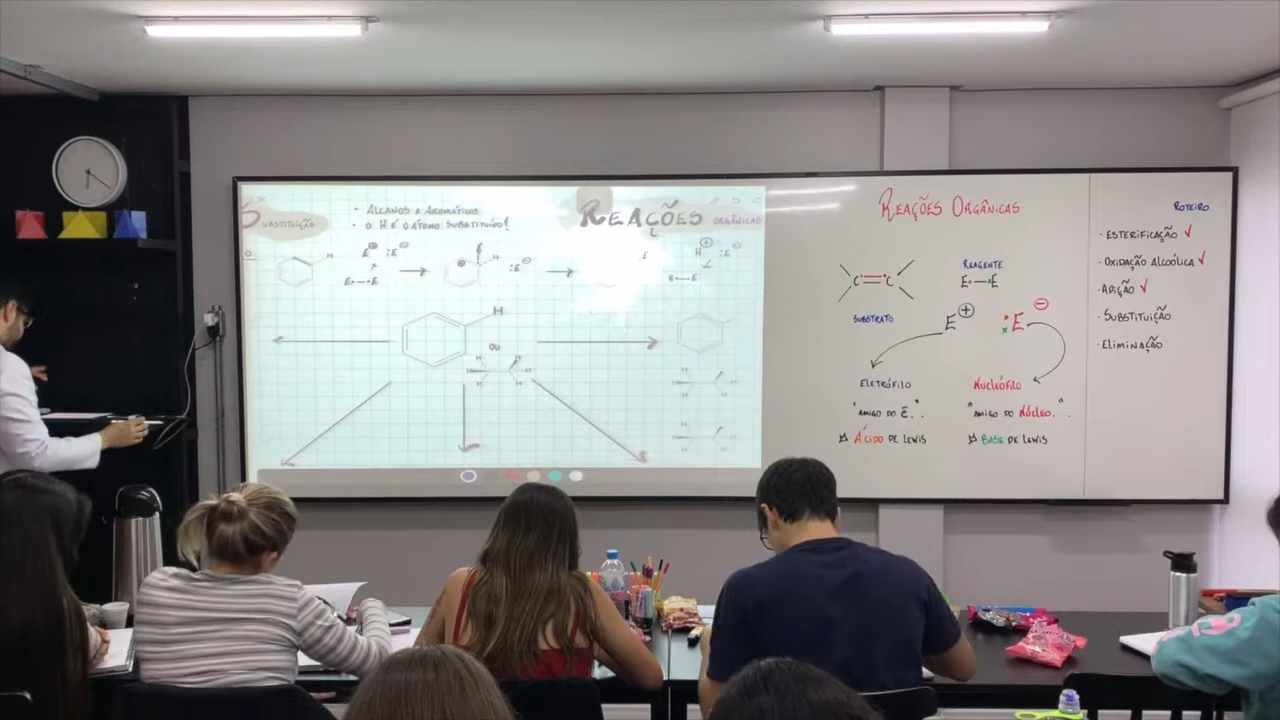 SUBSTITUIÇÃO
• ALCANOS E AROMÁTICOS
• O H É O ÁTOMO SUBSTITUÍDO!
REAÇÕES
ORGÂNICAS
H
E⊕ :E⊖
H
:E⊖
E
H⊕ :E⊖
H
OU
H
H
H
REAÇÕES ORGÂNICAS
C=C
REAGENTE
E•—×E
SUBSTRATO
E⊕
•×E⊖
ELETRÓFILO
"AMIGO DO E⁻."
ÁCIDO DE LEWIS
NUCLEÓFILO
"AMIGO DO NÚCLEO."
BASE DE LEWIS
ROTEIRO
• ESTERIFICAÇÃO ✓
• OXIDAÇÃO ALCOÓLICA ✓
• ADIÇÃO ✓
• SUBSTITUIÇÃO
• ELIMINAÇÃO